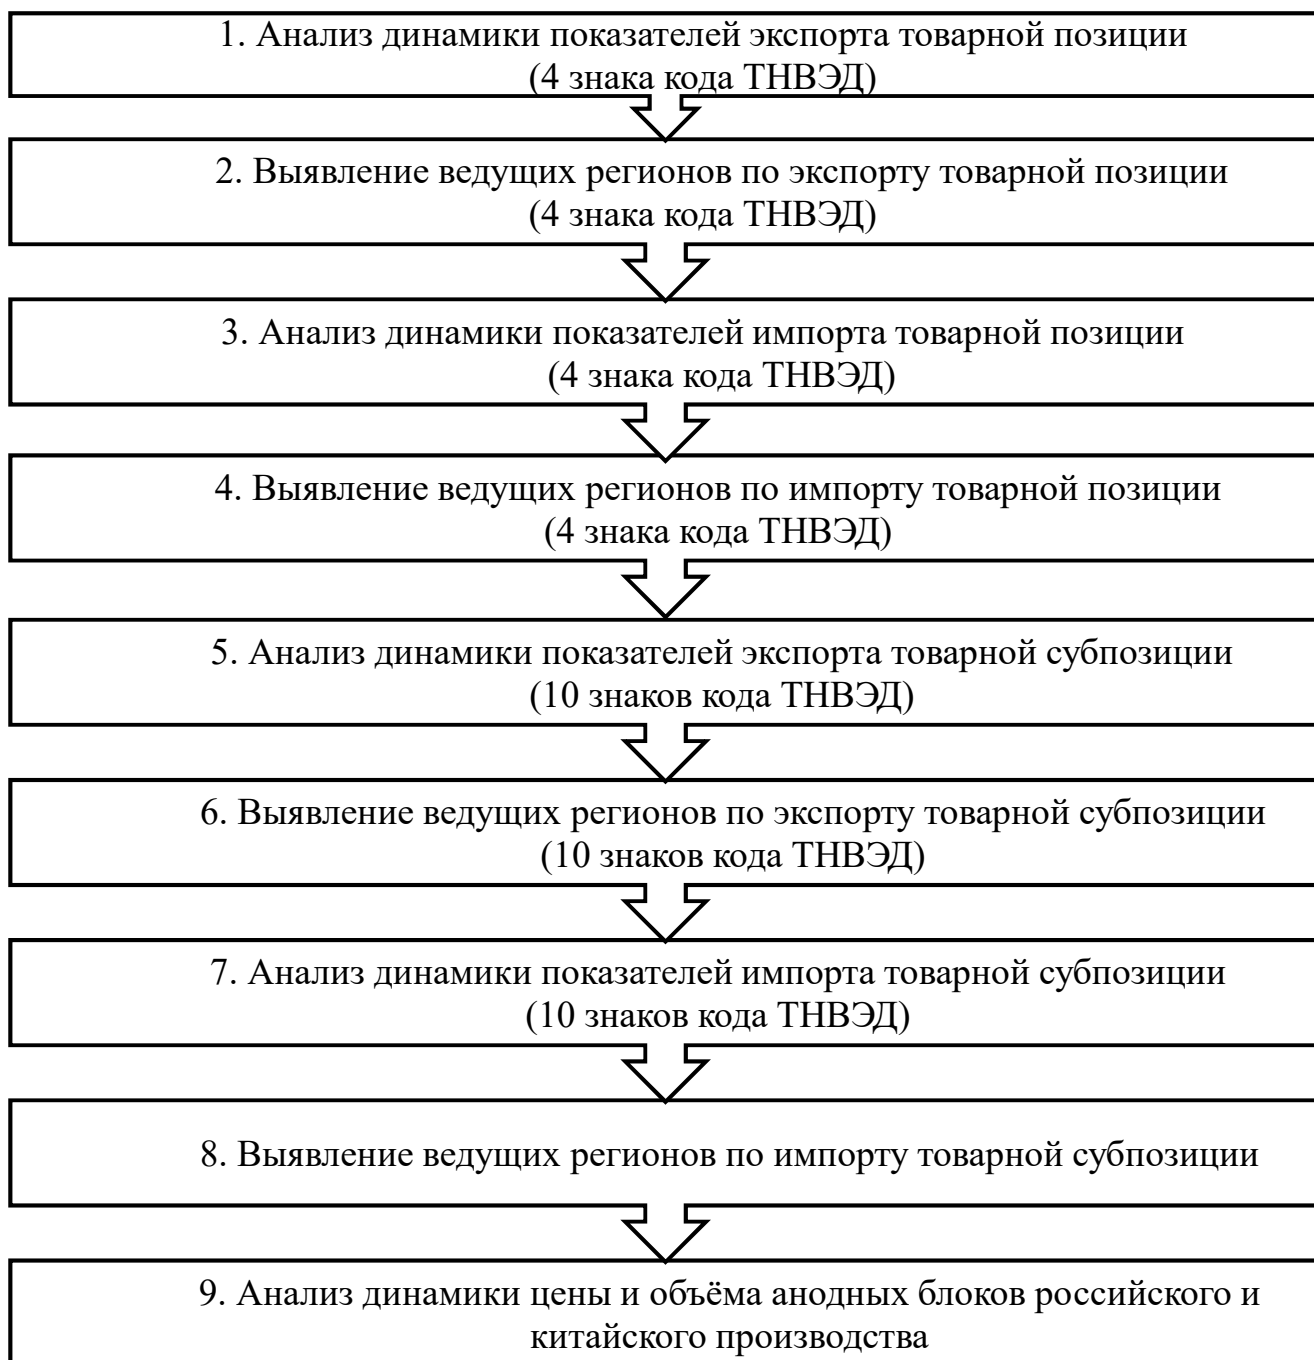 1. Анализ динамики показателей экспорта товарной позиции
(4 знака кода ТНВЭД)
2. Выявление ведущих регионов по экспорту товарной позиции
(4 знака кода ТНВЭД)
3. Анализ динамики показателей импорта товарной позиции
(4 знака кода ТНВЭД)
4. Выявление ведущих регионов по импорту товарной позиции
(4 знака кода ТНВЭД)
5. Анализ динамики показателей экспорта товарной субпозиции
(10 знаков кода ТНВЭД)
6. Выявление ведущих регионов по экспорту товарной субпозиции
(10 знаков кода ТНВЭД)
7. Анализ динамики показателей импорта товарной субпозиции
(10 знаков кода ТНВЭД)
8. Выявление ведущих регионов по импорту товарной субпозиции
9. Анализ динамики цены и объёма анодных блоков российского и
китайского производства